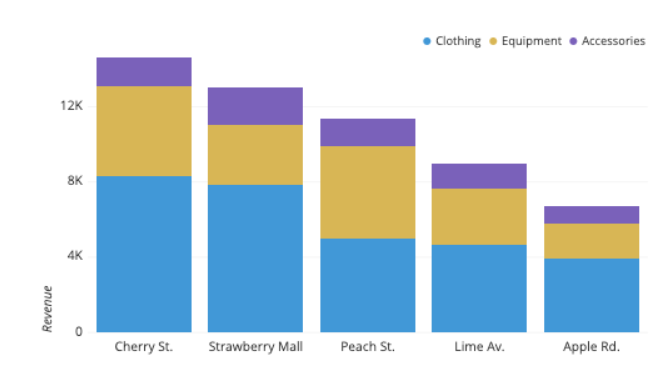 Clothing Equipment Accessories
12K
8K
4K
0
Revenue
Cherry St. Strawberry Mall Peach St. Lime Av. Apple Rd.